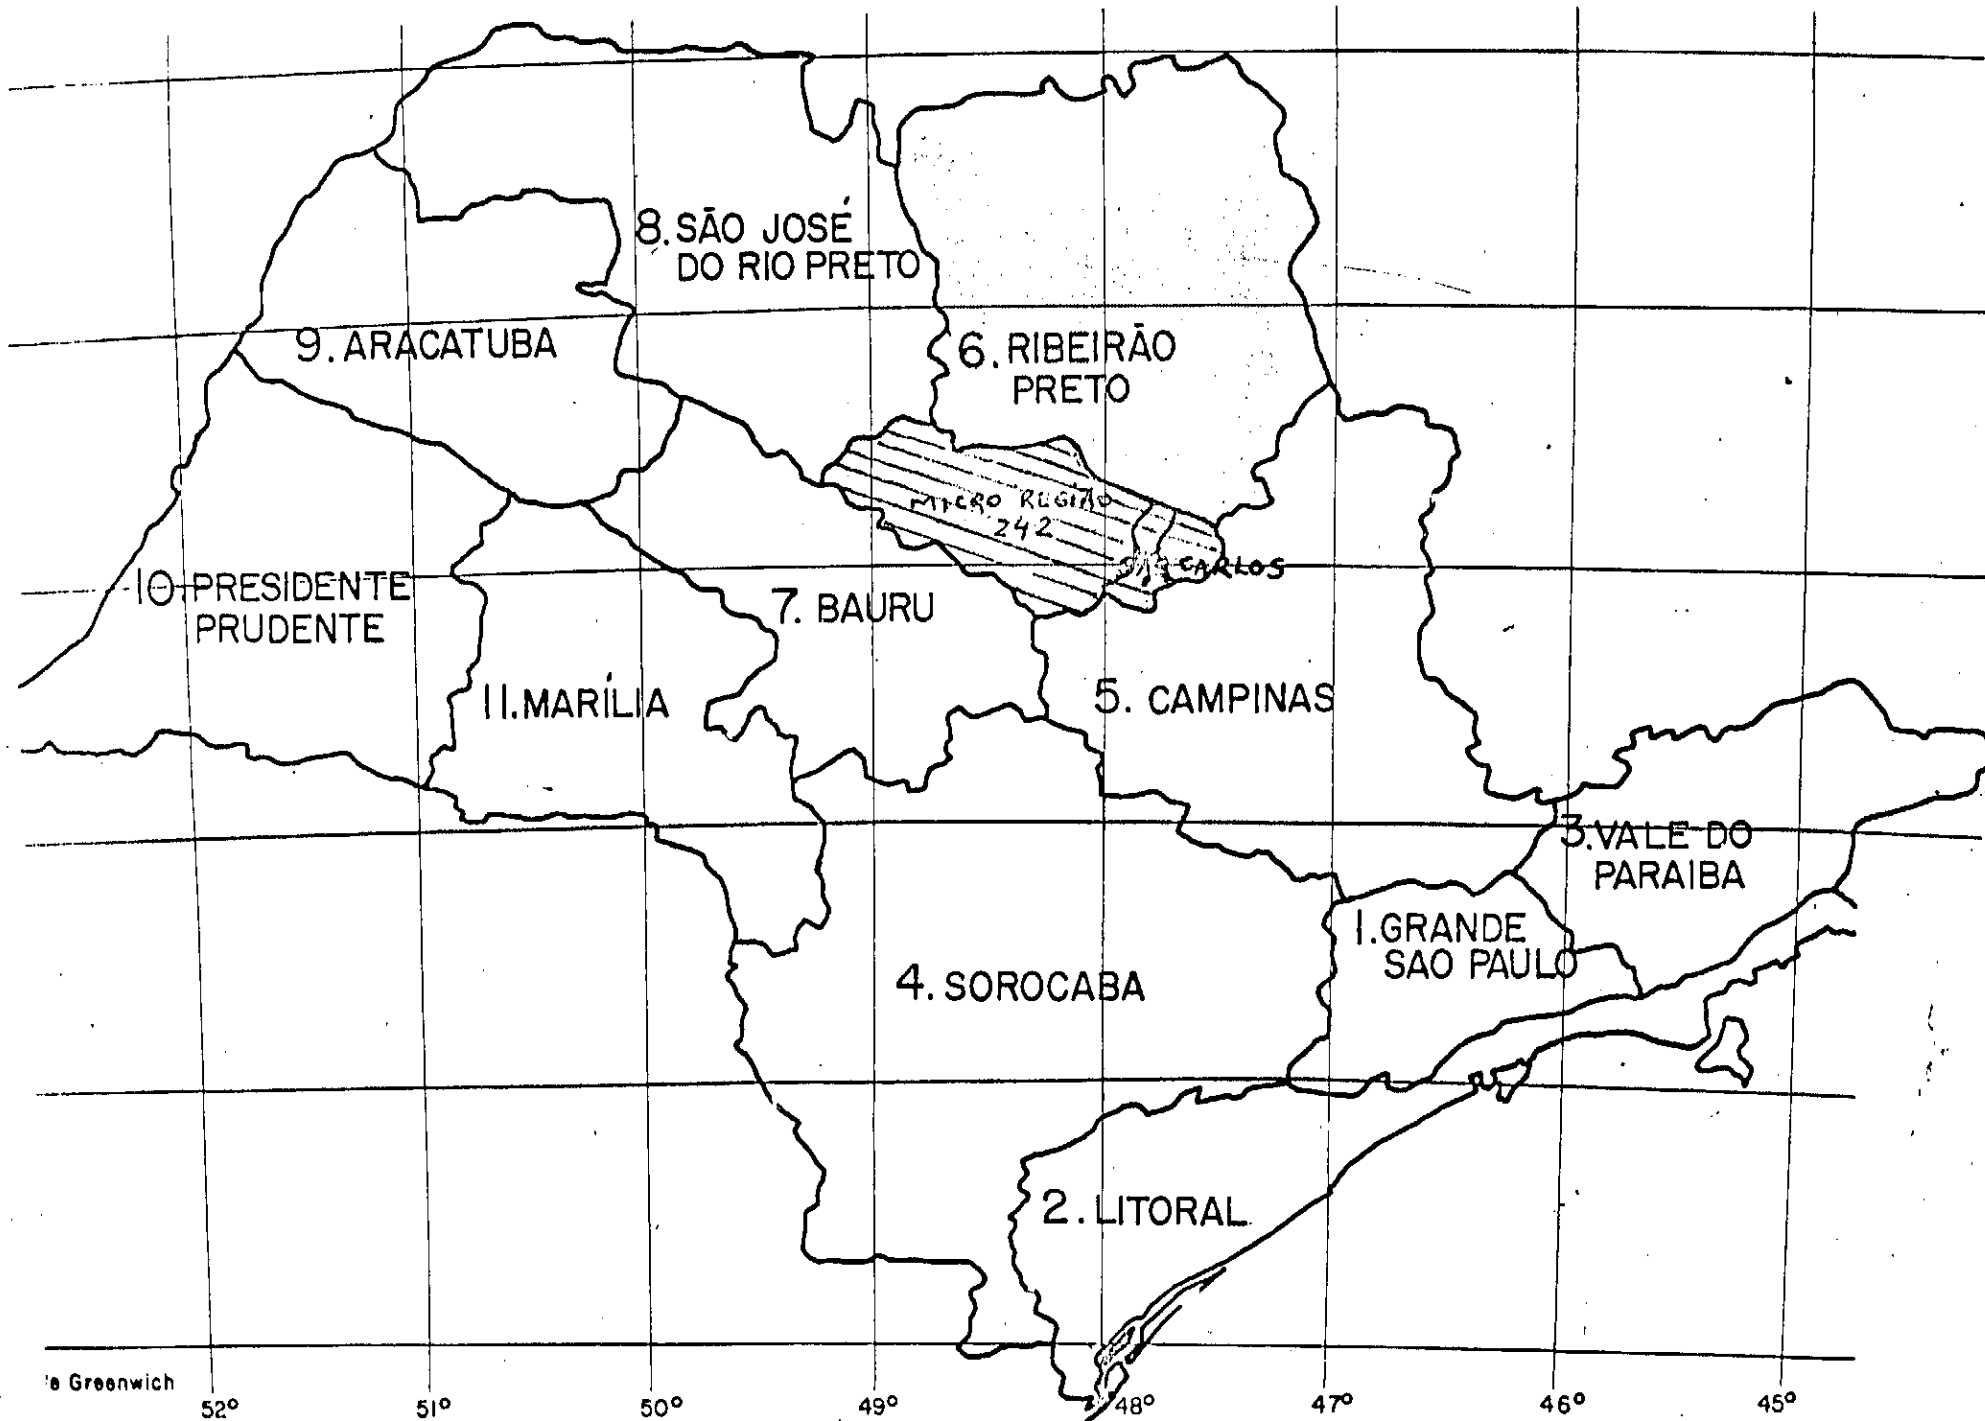 8. SÃO JOSÉ
DO RIO PRETO
9. ARACATUBA
6. RIBEIRÃO
PRETO
MICRO REGIÃO
242
SÃO CARLOS
10. PRESIDENTE
PRUDENTE
7. BAURU
11. MARÍLIA
5. CAMPINAS
3. VALE DO
PARAIBA
1. GRANDE
SAO PAULO
4. SOROCABA
2. LITORAL
'e Greenwich
52° 51° 50° 49° 48° 47° 46° 45°